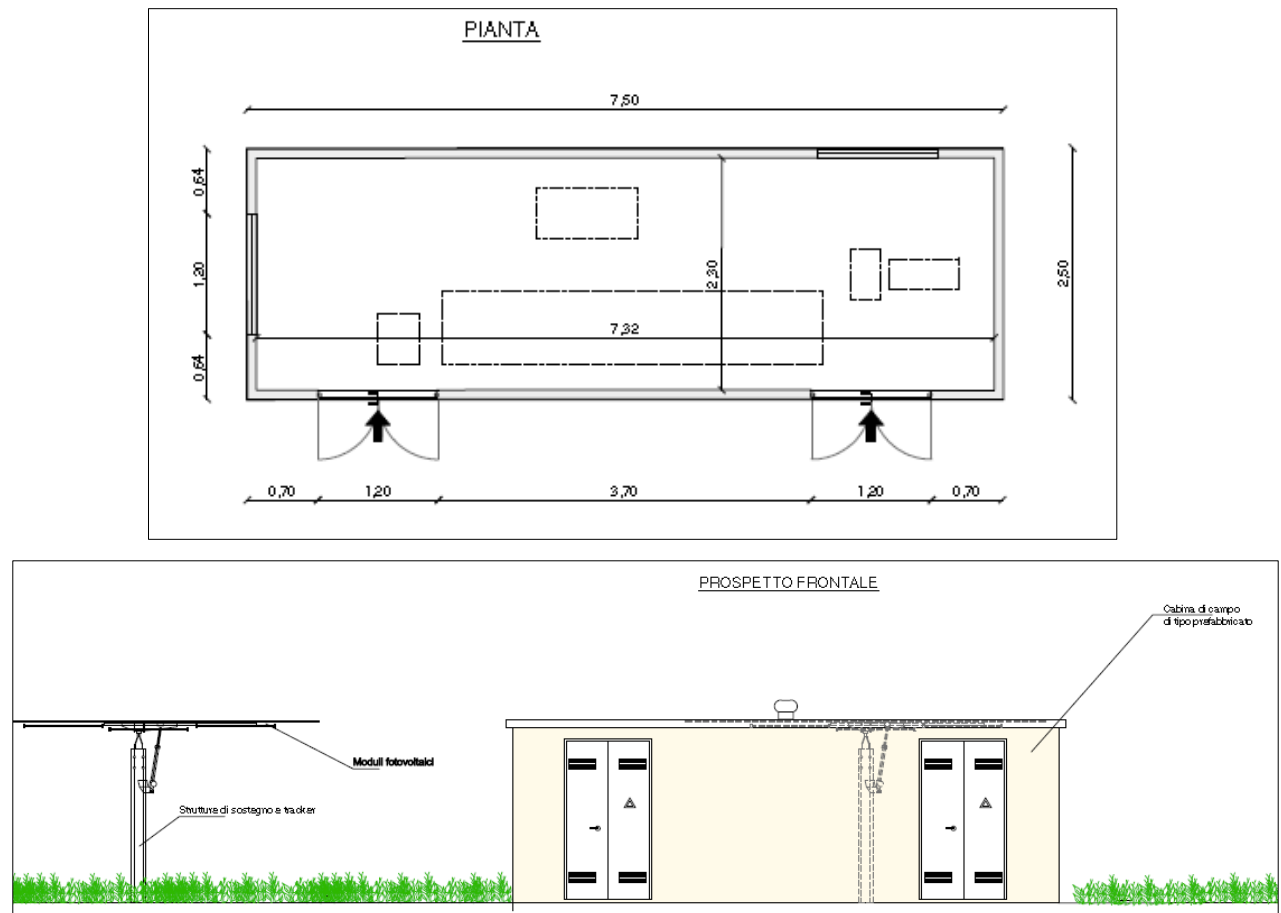 PIANTA
7,50
0,64
1,20
0,64
2,30
7,32
2,50
0,70
1,20
3,70
1,20
0,70
PROSPETTO FRONTALE
Cabina di campo
di tipo prefabbricato
Moduli fotovoltaici
Strutture di sostegno e tracker